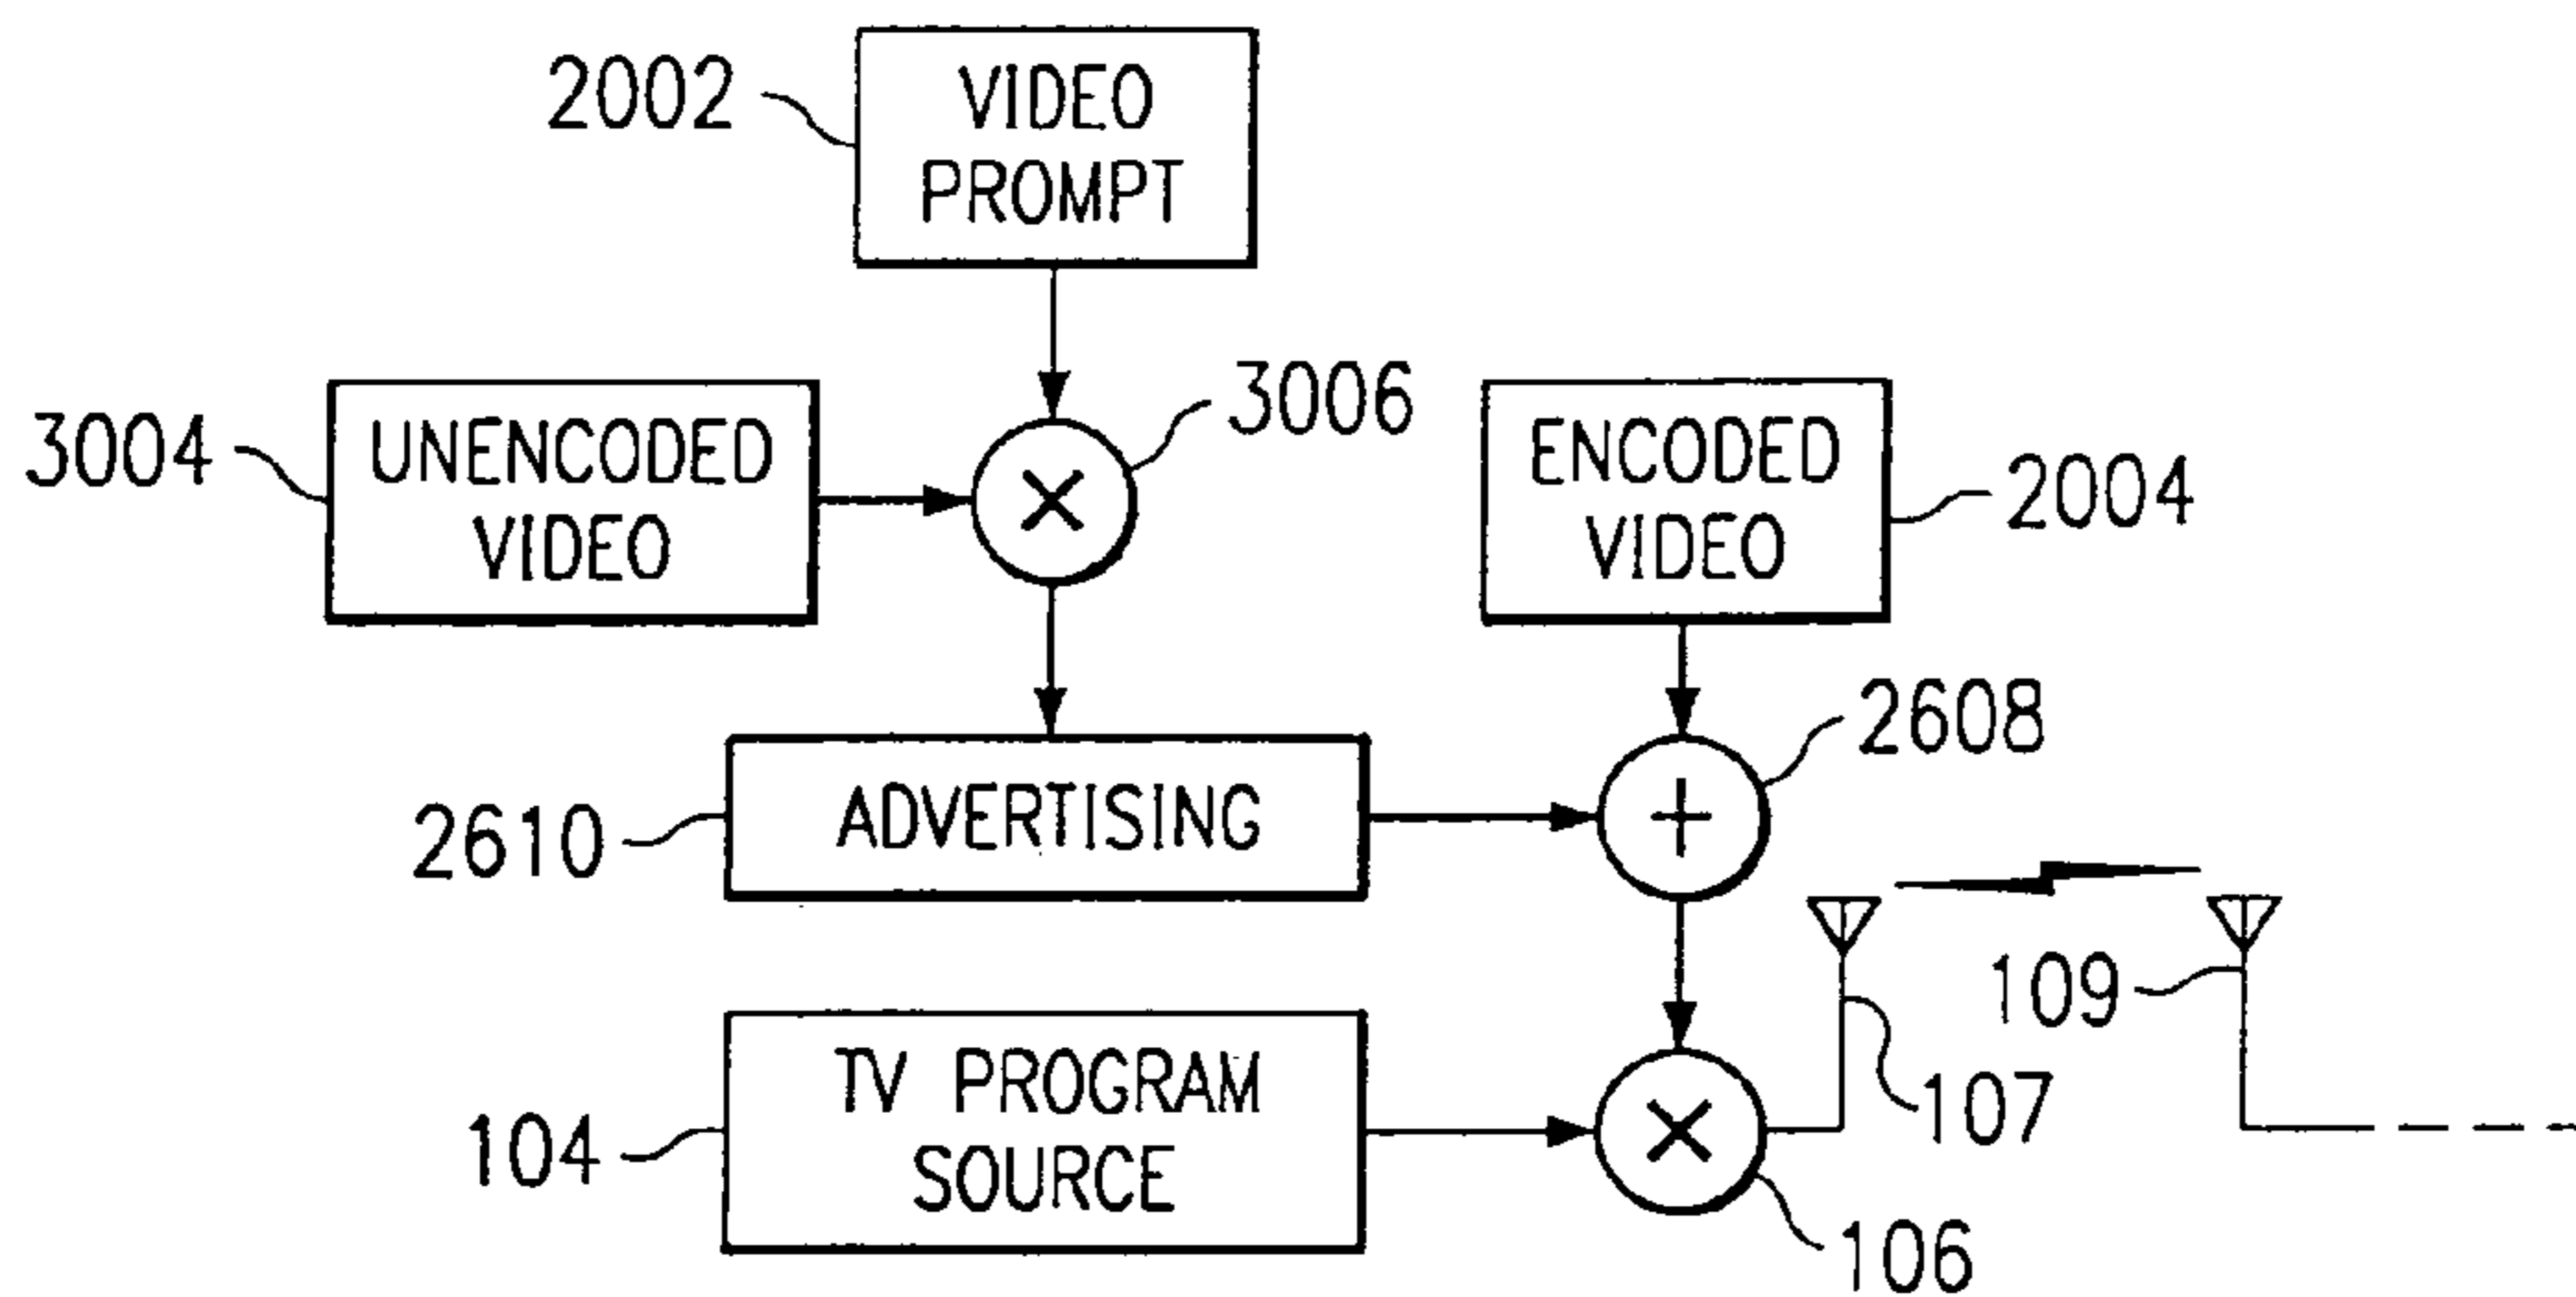 2002
VIDEO
PROMPT
3004
UNENCODED
VIDEO
3006
ENCODED
VIDEO
2004
2608
2610
ADVERTISING
109
107
104
TV PROGRAM
SOURCE
106